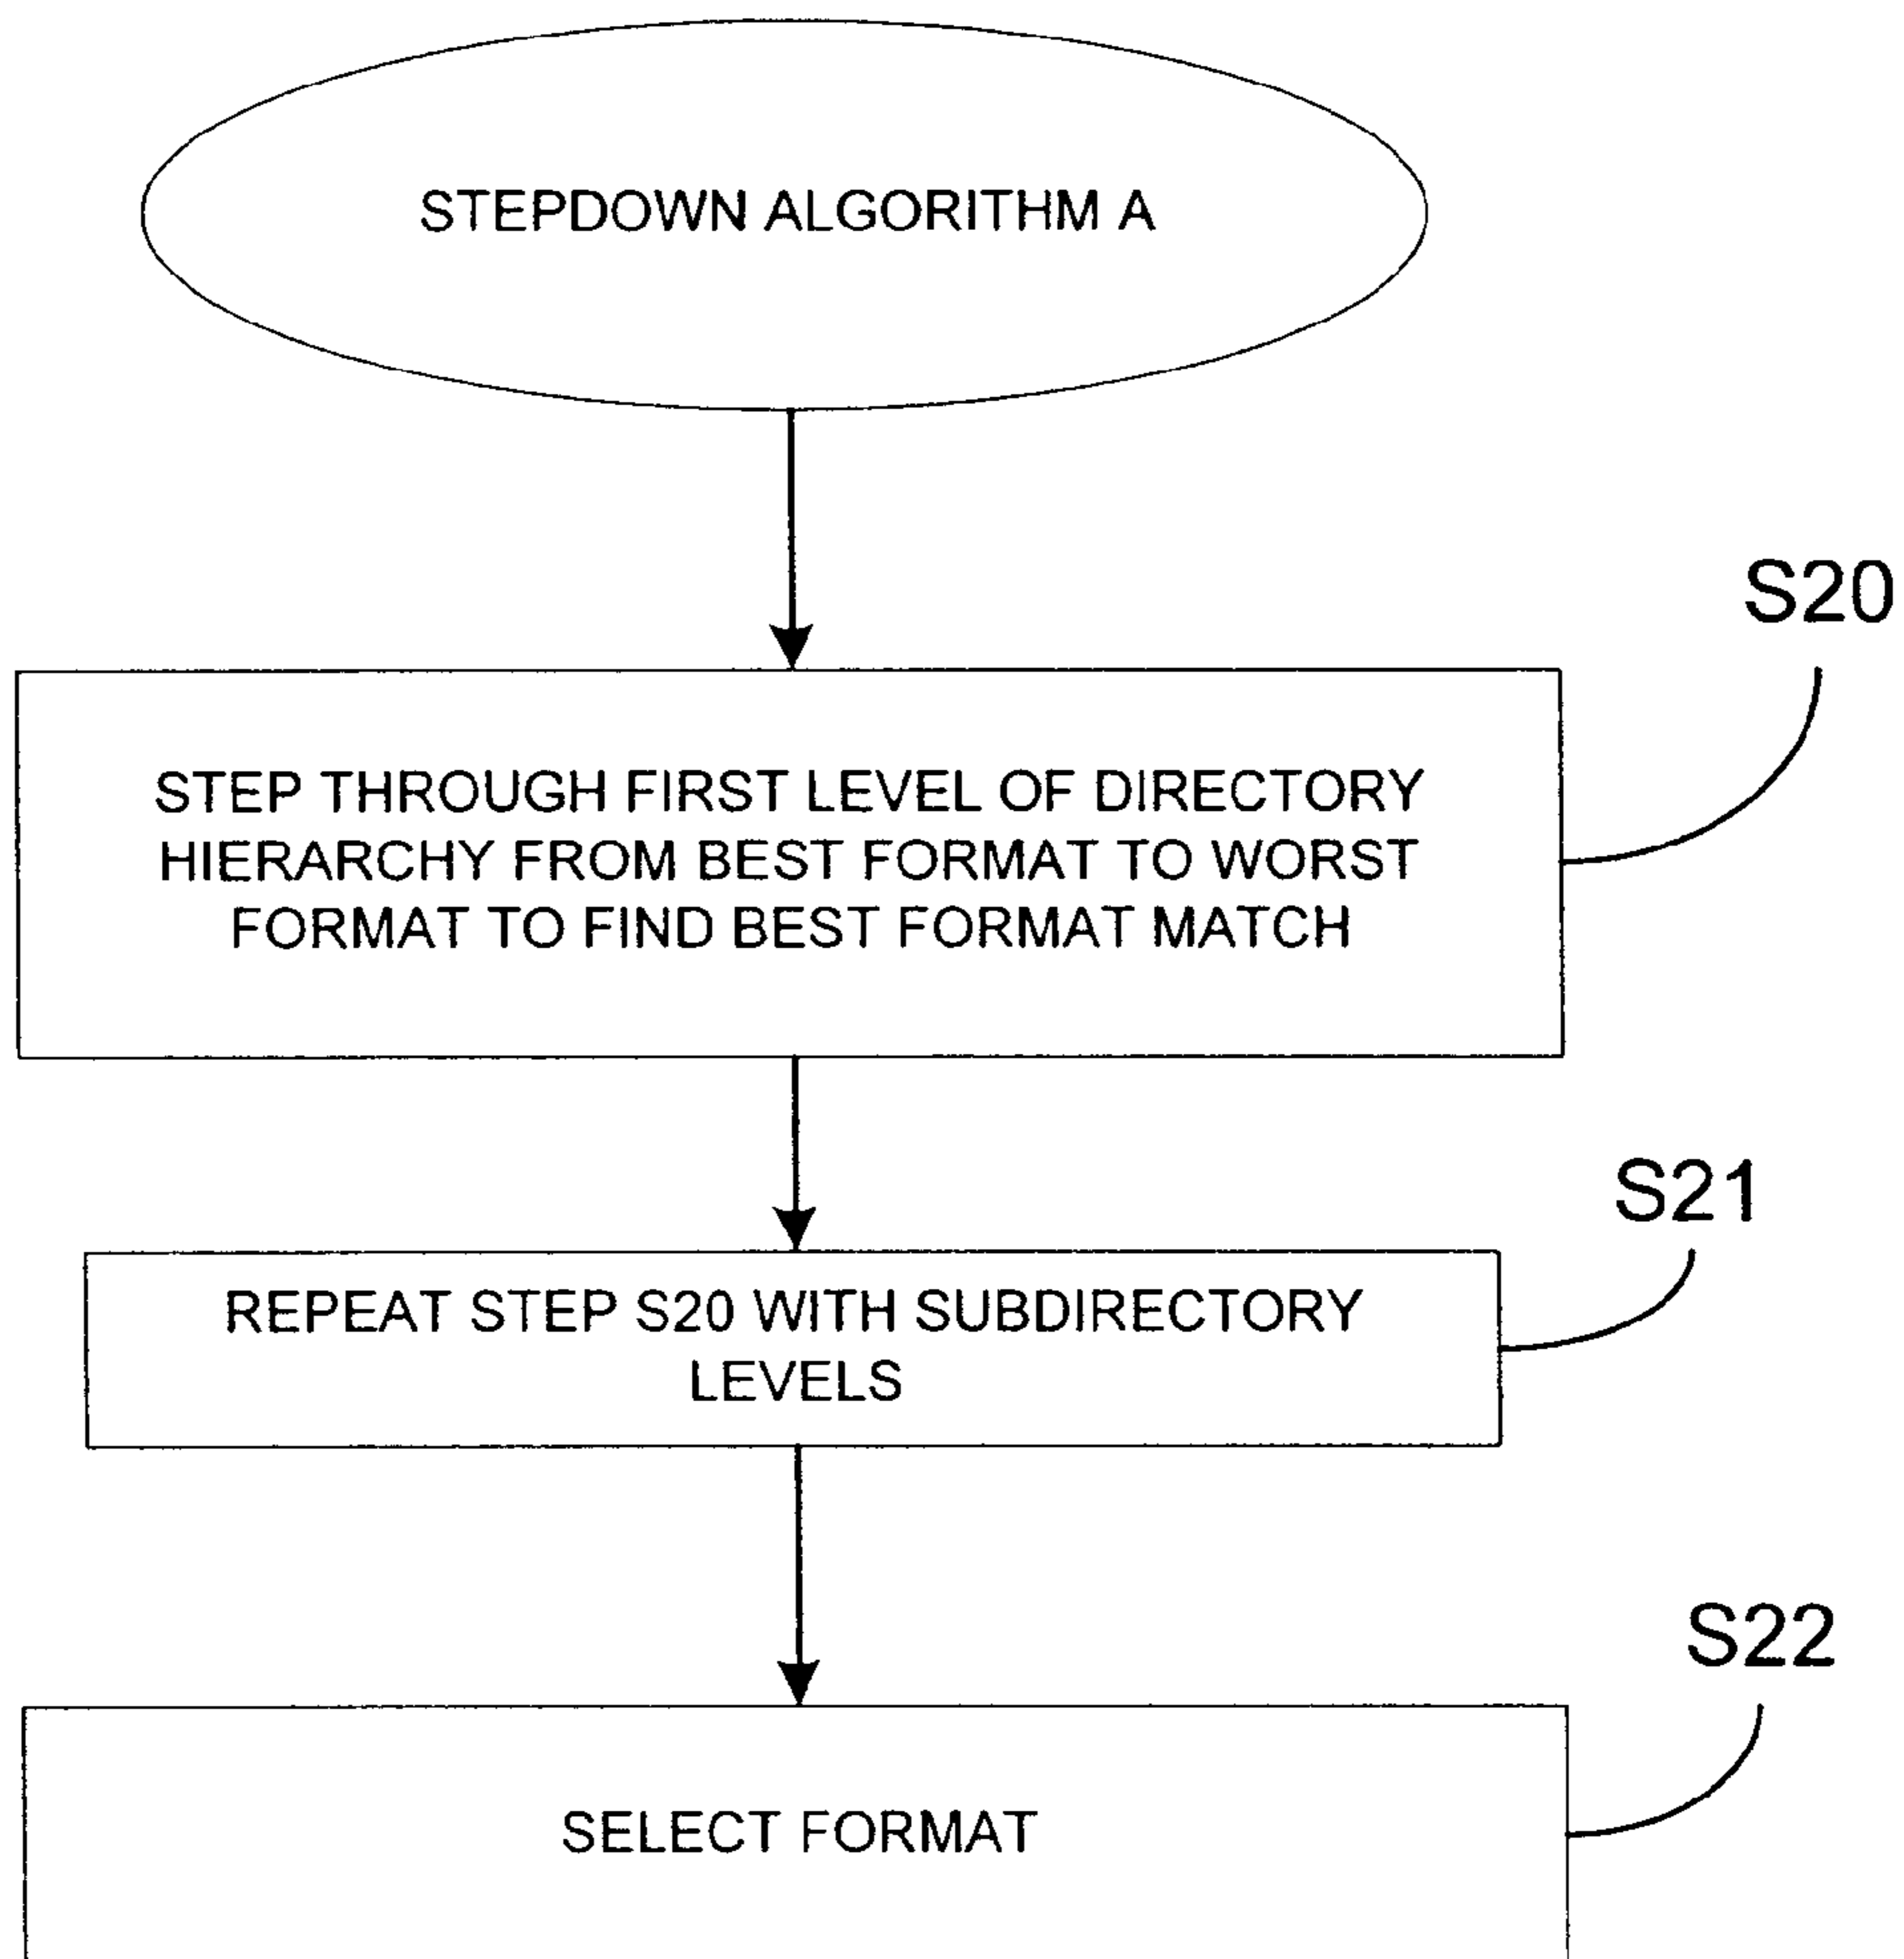 STEPDOWN ALGORITHM A
S20
STEP THROUGH FIRST LEVEL OF DIRECTORY
HIERARCHY FROM BEST FORMAT TO WORST
FORMAT TO FIND BEST FORMAT MATCH
S21
REPEAT STEP S20 WITH SUBDIRECTORY
LEVELS
S22
SELECT FORMAT